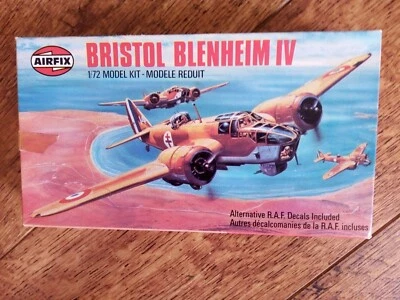 AIRFIX
BRISTOL BLENHEIM IV
1/72 MODEL KIT - MODELE REDUIT
Alternative R.A.F. Decals Included
Autres décalcomanies de la R.A.F. incluses